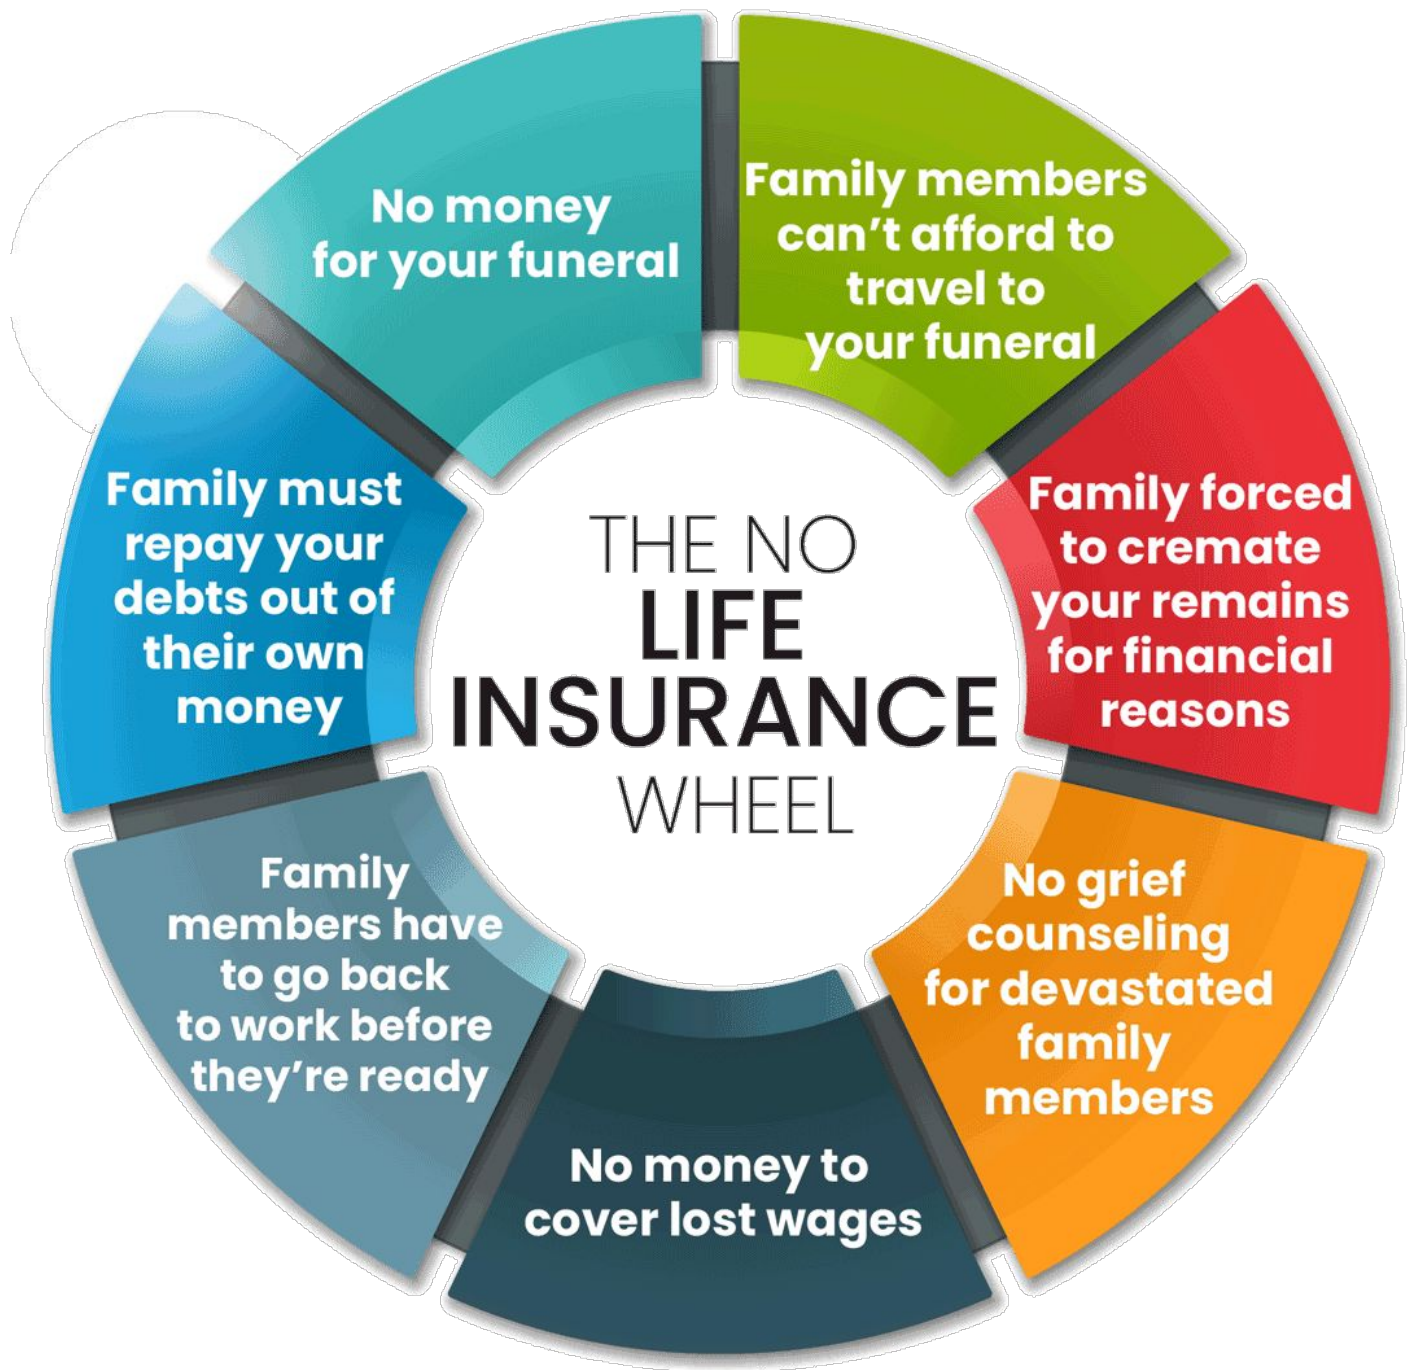 No money
for your funeral
Family members
can't afford to
travel to
your funeral
Family forced
to cremate
your remains
for financial
reasons
No grief
counseling
for devastated
family
members
No money to
cover lost wages
Family
members have
to go back
to work before
they're ready
Family must
repay your
debts out of
their own
money
THE NO
LIFE
INSURANCE
WHEEL